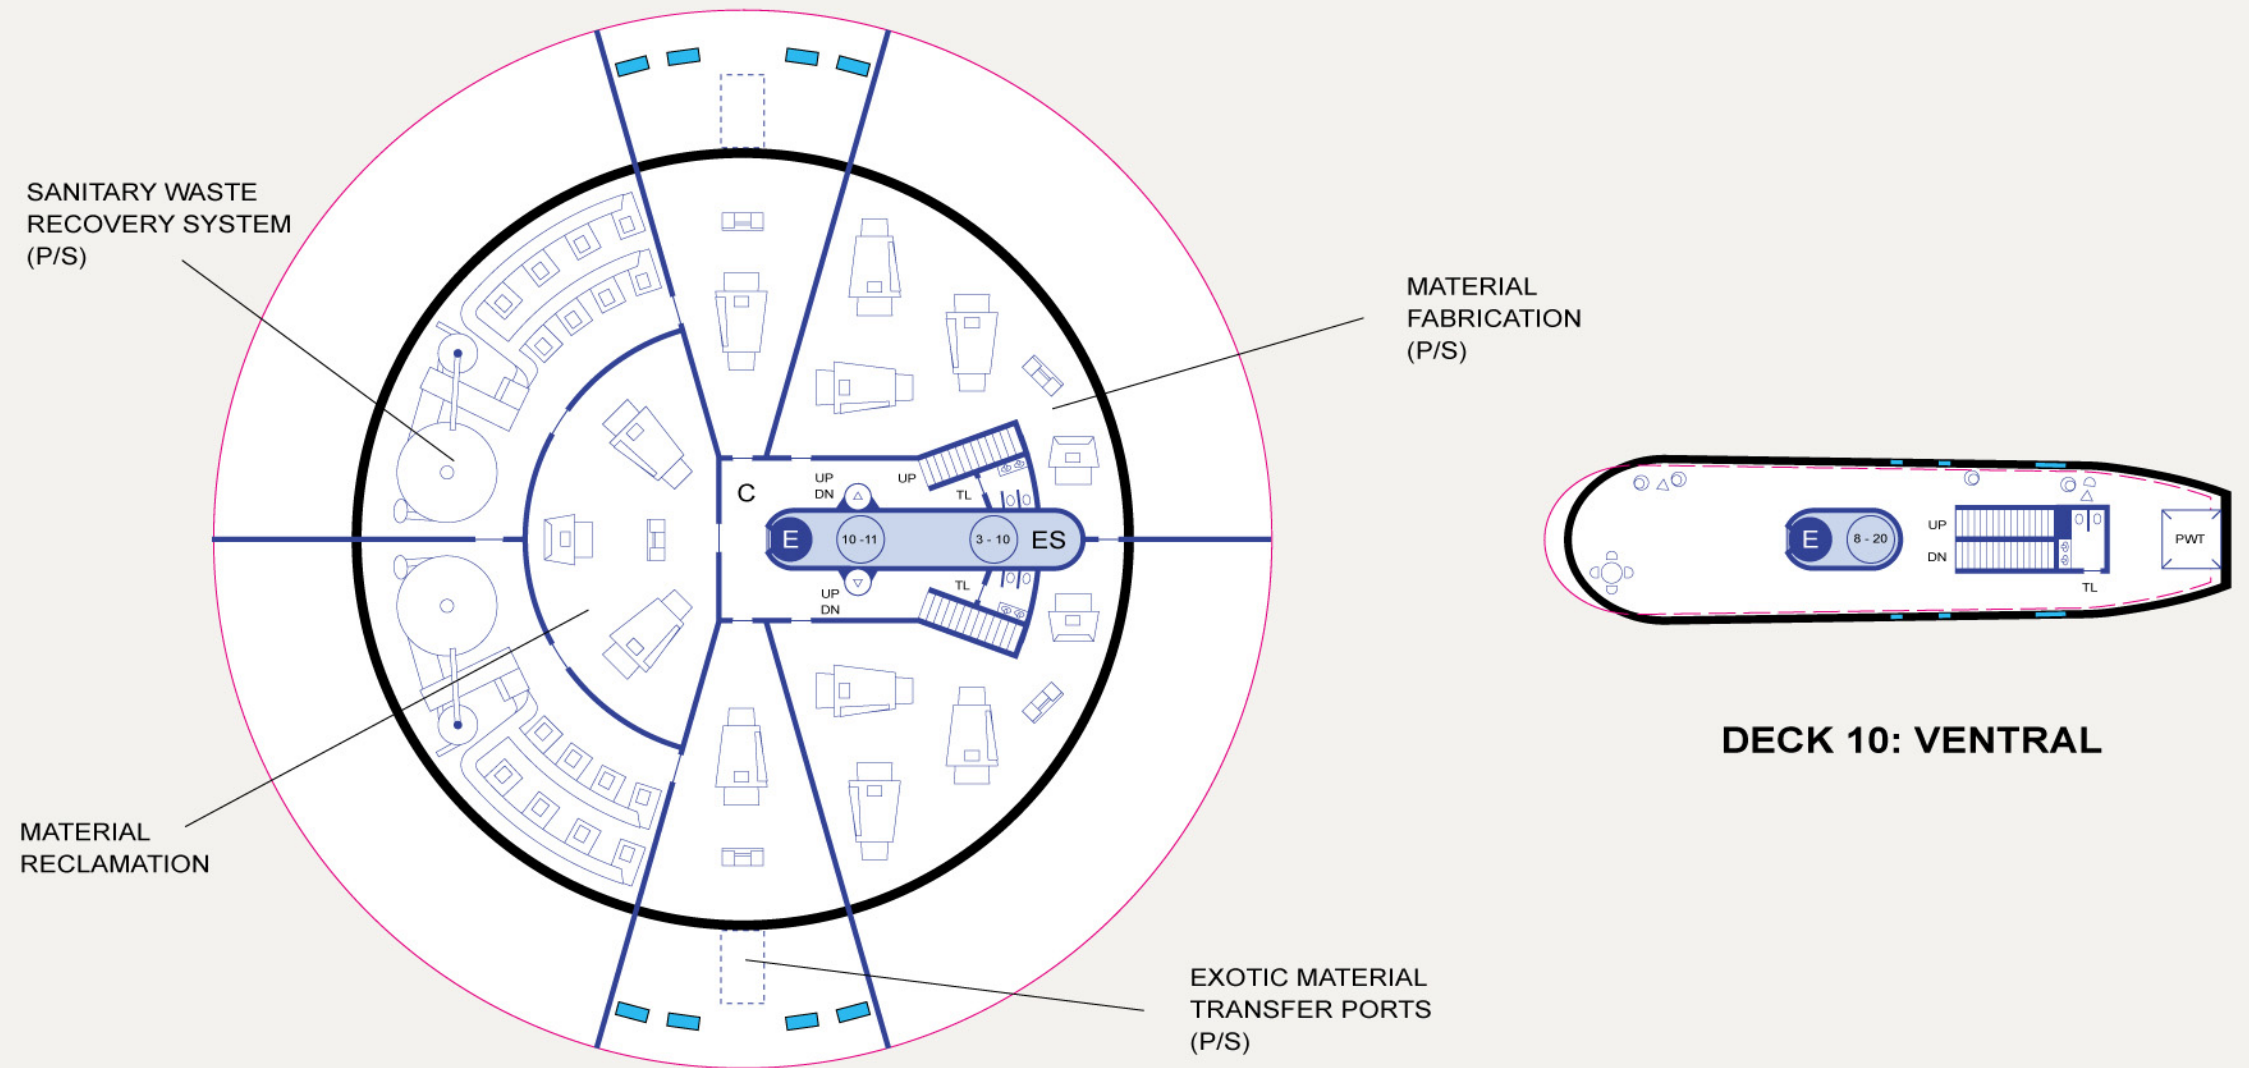 SANITARY WASTE
RECOVERY SYSTEM
(P/S)
MATERIAL
FABRICATION
(P/S)
C
UP
DN
UP
TL
E
10 -11
3 - 10
ES
TL
UP
DN
MATERIAL
RECLAMATION
EXOTIC MATERIAL
TRANSFER PORTS
(P/S)
E
8 - 20
UP
DN
PWT
TL
DECK 10: VENTRAL